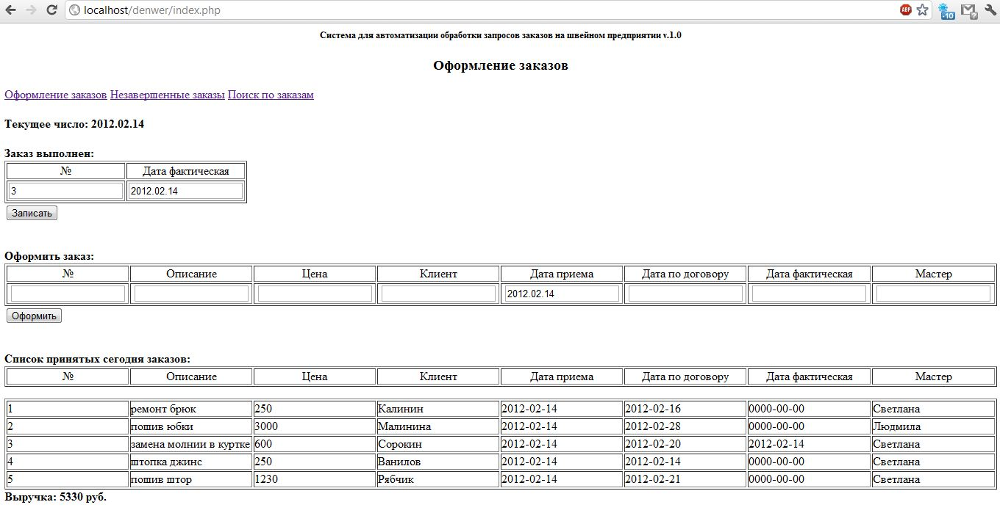 localhost/denwer/index.php
ABP
-10
?
Система для автоматизации обработки запросов заказов на швейном предприятии v.1.0
Оформление заказов
Оформление заказов Незавершенные заказы Поиск по заказам
Текущее число: 2012.02.14
Заказ выполнен:
№ Дата фактическая
3 2012.02.14
Записать
Оформить заказ:
№ Описание Цена Клиент Дата приема Дата по договору Дата фактическая Мастер
2012.02.14
Оформить
Список принятых сегодня заказов:
№ Описание Цена Клиент Дата приема Дата по договору Дата фактическая Мастер
1 ремонт брюк 250 Калинин 2012-02-14 2012-02-16 0000-00-00 Светлана
2 пошив юбки 3000 Малинина 2012-02-14 2012-02-28 0000-00-00 Людмила
3 замена молнии в куртке 600 Сорокин 2012-02-14 2012-02-20 2012-02-14 Светлана
4 штопка джинс 250 Ванилов 2012-02-14 2012-02-14 0000-00-00 Светлана
5 пошив штор 1230 Рябчик 2012-02-14 2012-02-21 0000-00-00 Светлана
Выручка: 5330 руб.